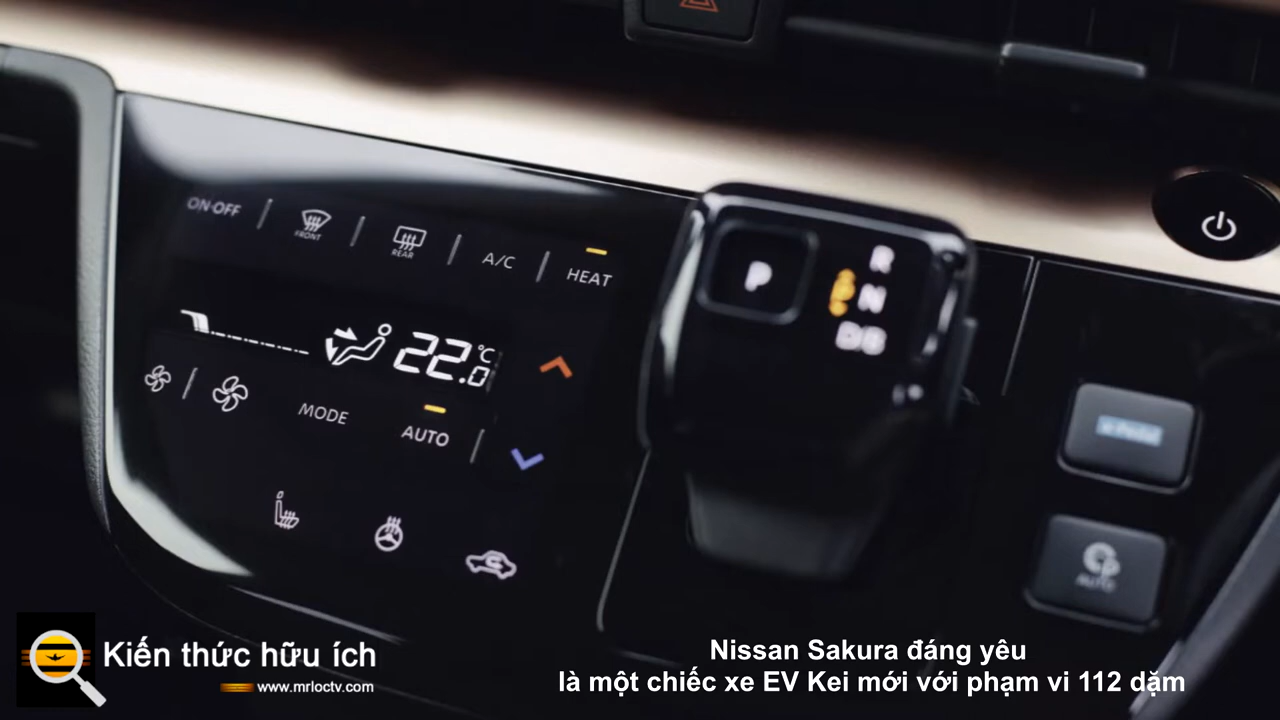 ON·OFF
FRONT
REAR
A/C
HEAT
22.0 °C
MODE
AUTO
P
R
N
D B
e-Pedal
AUTO
Kiến thức hữu ích
www.mrloctv.com
Nissan Sakura đáng yêu
là một chiếc xe EV Kei mới với phạm vi 112 dặm